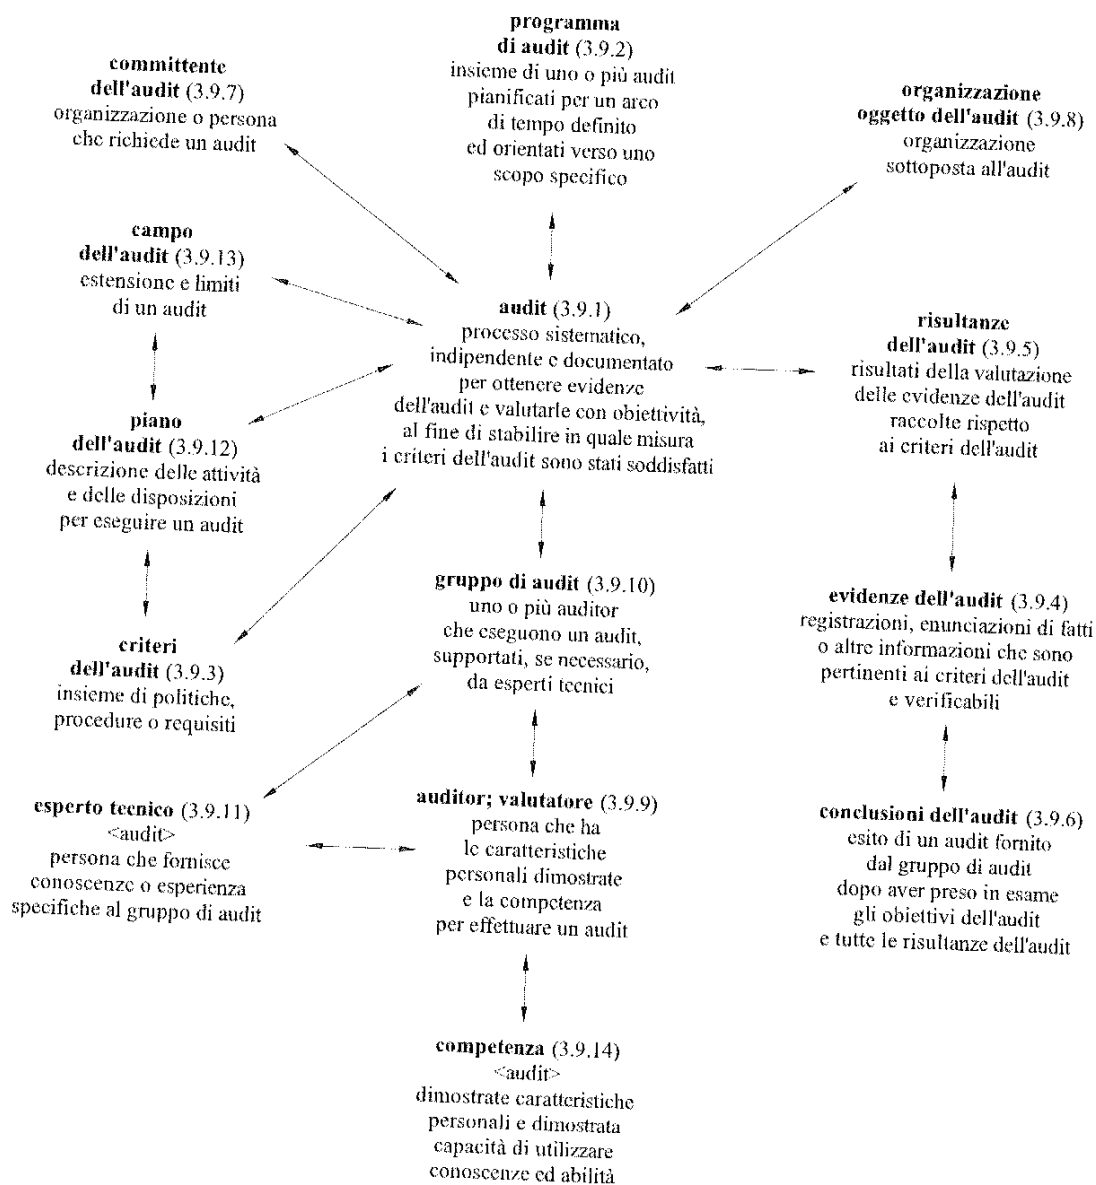 programma
di audit (3.9.2)
insieme di uno o più audit
pianificati per un arco
di tempo definito
ed orientati verso uno
scopo specifico
committente
dell'audit (3.9.7)
organizzazione o persona
che richiede un audit
organizzazione
oggetto dell'audit (3.9.8)
organizzazione
sottoposta all'audit
campo
dell'audit (3.9.13)
estensione e limiti
di un audit
audit (3.9.1)
processo sistematico,
indipendente e documentato
per ottenere evidenze
dell'audit e valutarle con obiettività,
al fine di stabilire in quale misura
i criteri dell'audit sono stati soddisfatti
risultanze
dell'audit (3.9.5)
risultati della valutazione
delle evidenze dell'audit
raccolte rispetto
ai criteri dell'audit
piano
dell'audit (3.9.12)
descrizione delle attività
e delle disposizioni
per eseguire un audit
gruppo di audit (3.9.10)
uno o più auditor
che eseguono un audit,
supportati, se necessario,
da esperti tecnici
evidenze dell'audit (3.9.4)
registrazioni, enunciazioni di fatti
o altre informazioni che sono
pertinenti ai criteri dell'audit
e verificabili
criteri
dell'audit (3.9.3)
insieme di politiche,
procedure o requisiti
esperto tecnico (3.9.11)
<audit>
persona che fornisce
conoscenze o esperienza
specifiche al gruppo di audit
auditor; valutatore (3.9.9)
persona che ha
le caratteristiche
personali dimostrate
e la competenza
per effettuare un audit
conclusioni dell'audit (3.9.6)
esito di un audit fornito
dal gruppo di audit
dopo aver preso in esame
gli obiettivi dell'audit
e tutte le risultanze dell'audit
competenza (3.9.14)
<audit>
dimostrate caratteristiche
personali e dimostrata
capacità di utilizzare
conoscenze ed abilità